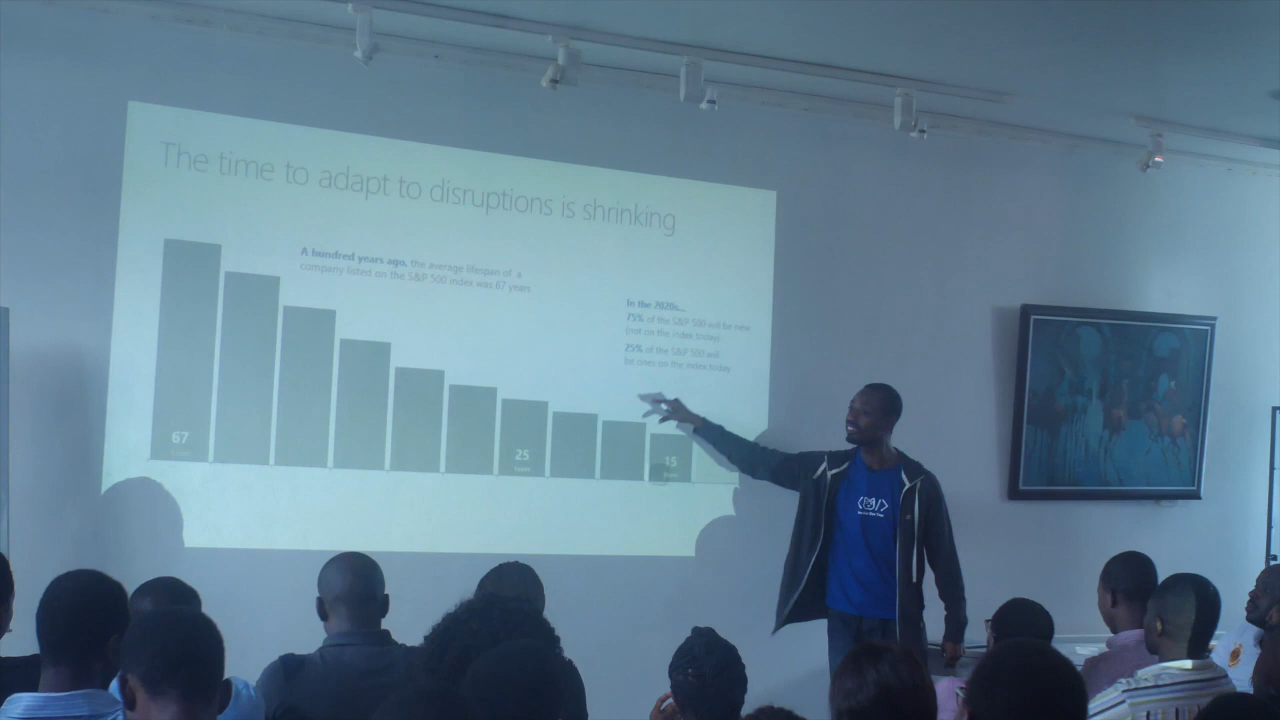 The time to adapt to disruptions is shrinking
A hundred years ago, the average lifespan of a
company listed on the S&P 500 index was 67 years
In the 2020s...
75% of the S&P 500 will be new
(not on the index today)
25% of the S&P 500 will
be ones on the index today
67
25
Years
15
Years